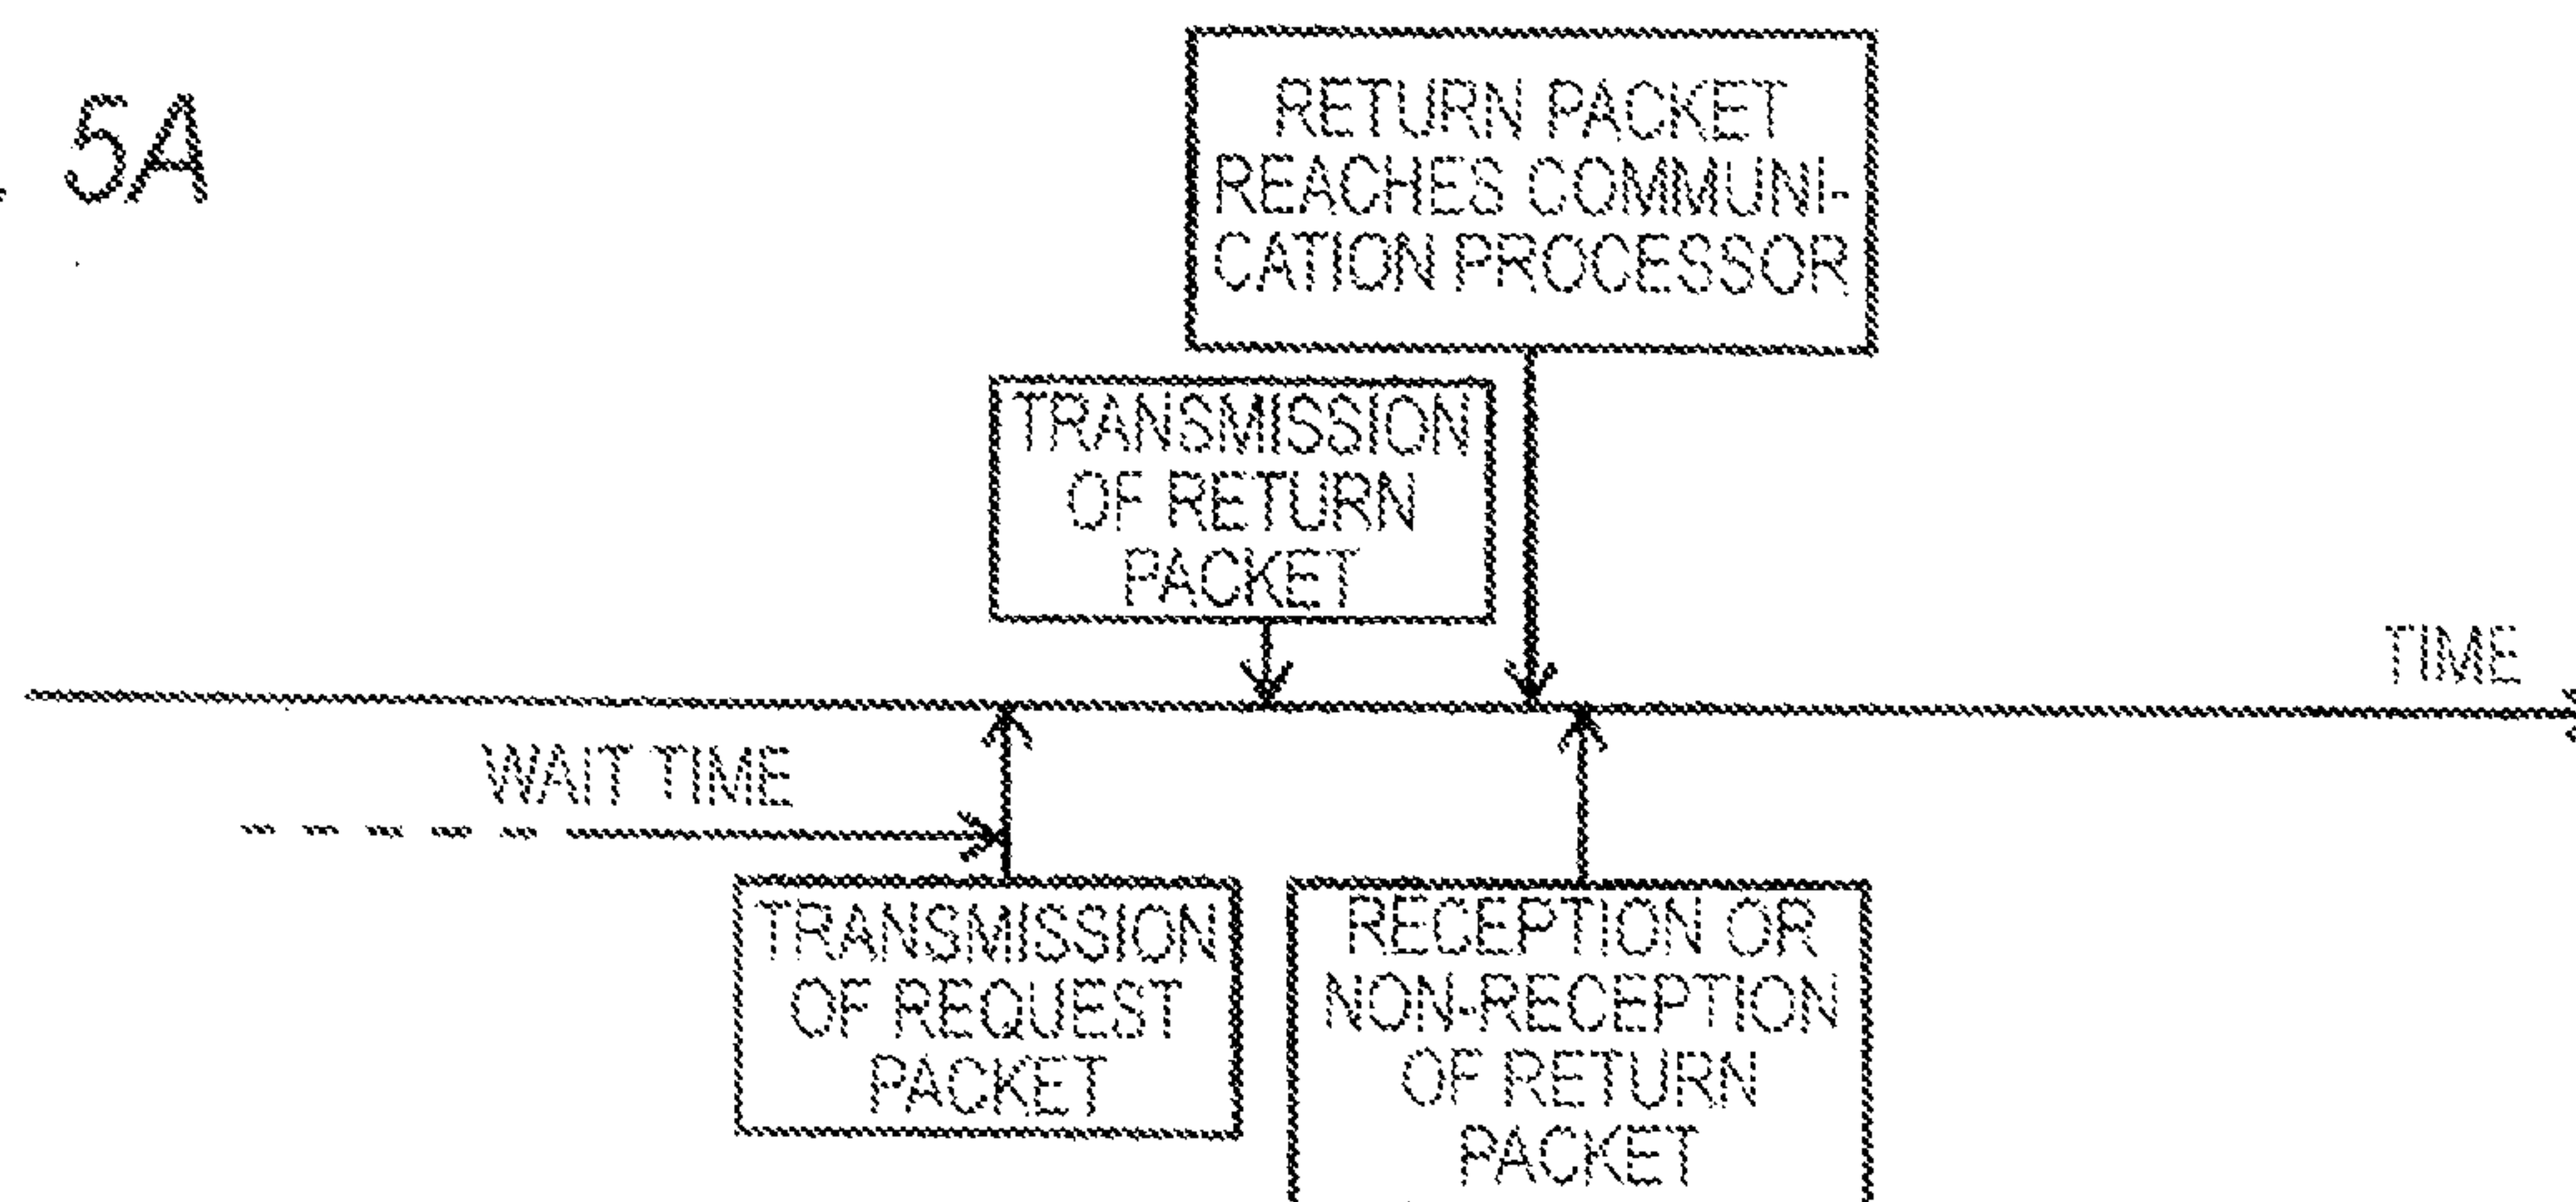 5A
RETURN PACKET
REACHES COMMUNI-
CATION PROCESSOR
TRANSMISSION
OF RETURN
PACKET
TIME
WAIT TIME
TRANSMISSION
OF REQUEST
PACKET
RECEPTION OR
NON-RECEPTION
OF RETURN
PACKET